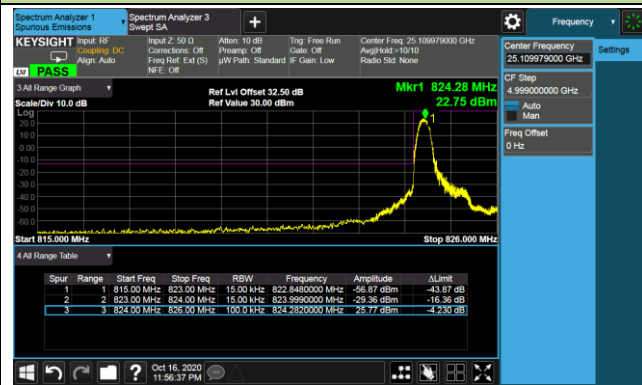 Spectrum Analyzer 1
Spurious Emissions
Spectrum Analyzer 3
Swept SA
Frequency
KEYSIGHT
Input: RF
Coupling: DC
Align: Auto
Input Z: 50 Ω
Corrections: Off
Freq Ref: Ext (S)
NFE: Off
Atten: 10 dB
Preamp: Off
µW Path: Standard
Trig: Free Run
Gate: Off
IF Gain: Low
Center Freq: 25.109979000 GHz
Avg|Hold:>10/10
Radio Std: None
LXI PASS
Center Frequency
25.109979000 GHz
Settings
CF Step
4.999000000 GHz
Auto
Man
Freq Offset
0 Hz
3 All Range Graph
Scale/Div 10.0 dB
Ref Lvl Offset 32.50 dB
Ref Value 30.00 dBm
Mkr1 824.28 MHz
22.75 dBm
Log
20.0
10.0
0.00
-10.0
-20.0
-30.0
-40.0
-50.0
-60.0
1
Start 815.000 MHz
Stop 826.000 MHz
4 All Range Table
Spur Range Start Freq Stop Freq RBW Frequency Amplitude ΔLimit
1 1 815.00 MHz 823.00 MHz 15.00 kHz 822.8480000 MHz -56.87 dBm -43.87 dB
2 2 823.00 MHz 824.00 MHz 15.00 kHz 823.9990000 MHz -29.36 dBm -16.36 dB
3 3 824.00 MHz 826.00 MHz 100.0 kHz 824.2820000 MHz 25.77 dBm -4.230 dB
?
Oct 16, 2020
11:56:37 PM